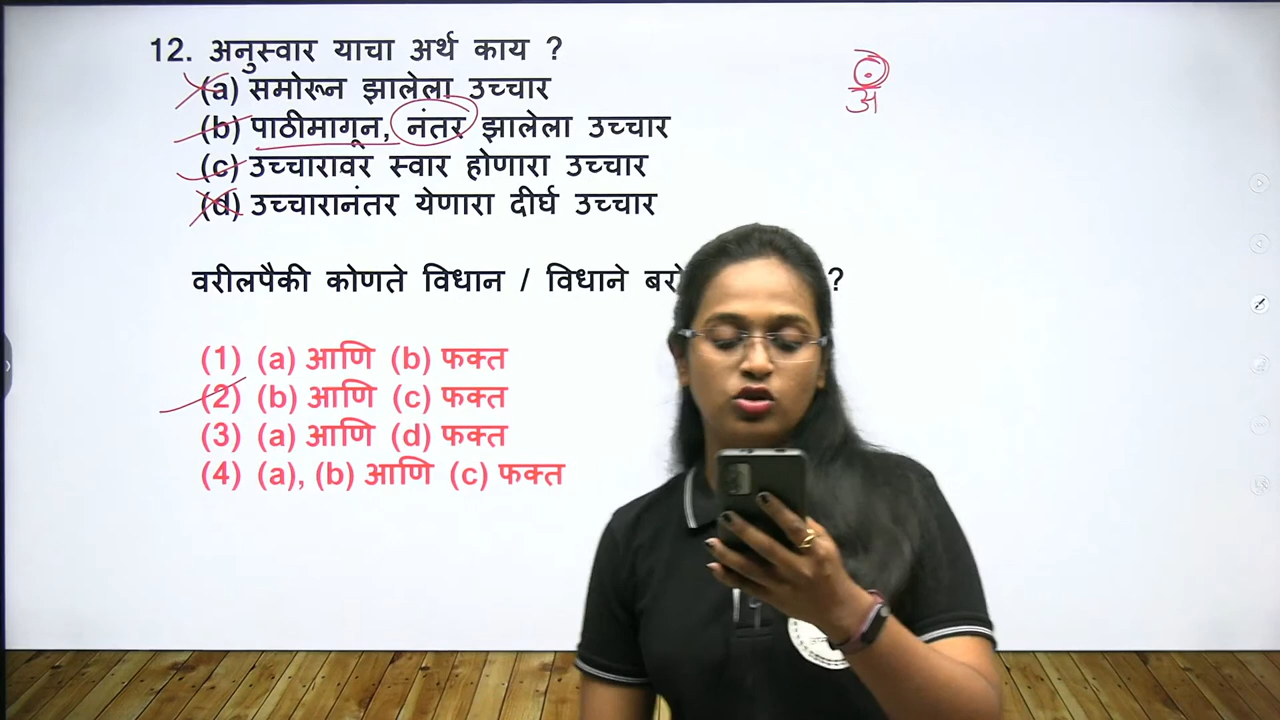 12. अनुस्वार याचा अर्थ काय ?
(a) समोरून झालेला उच्चार
(b) पाठीमागून, नंतर झालेला उच्चार
(c) उच्चारावर स्वार होणारा उच्चार
(d) उच्चारानंतर येणारा दीर्घ उच्चार
वरीलपैकी कोणते विधान / विधाने ?
(1) (a) आणि (b) फक्त
(2) (b) आणि (c) फक्त
(3) (a) आणि (d) फक्त
(4) (a), (b) आणि (c) फक्त
अं